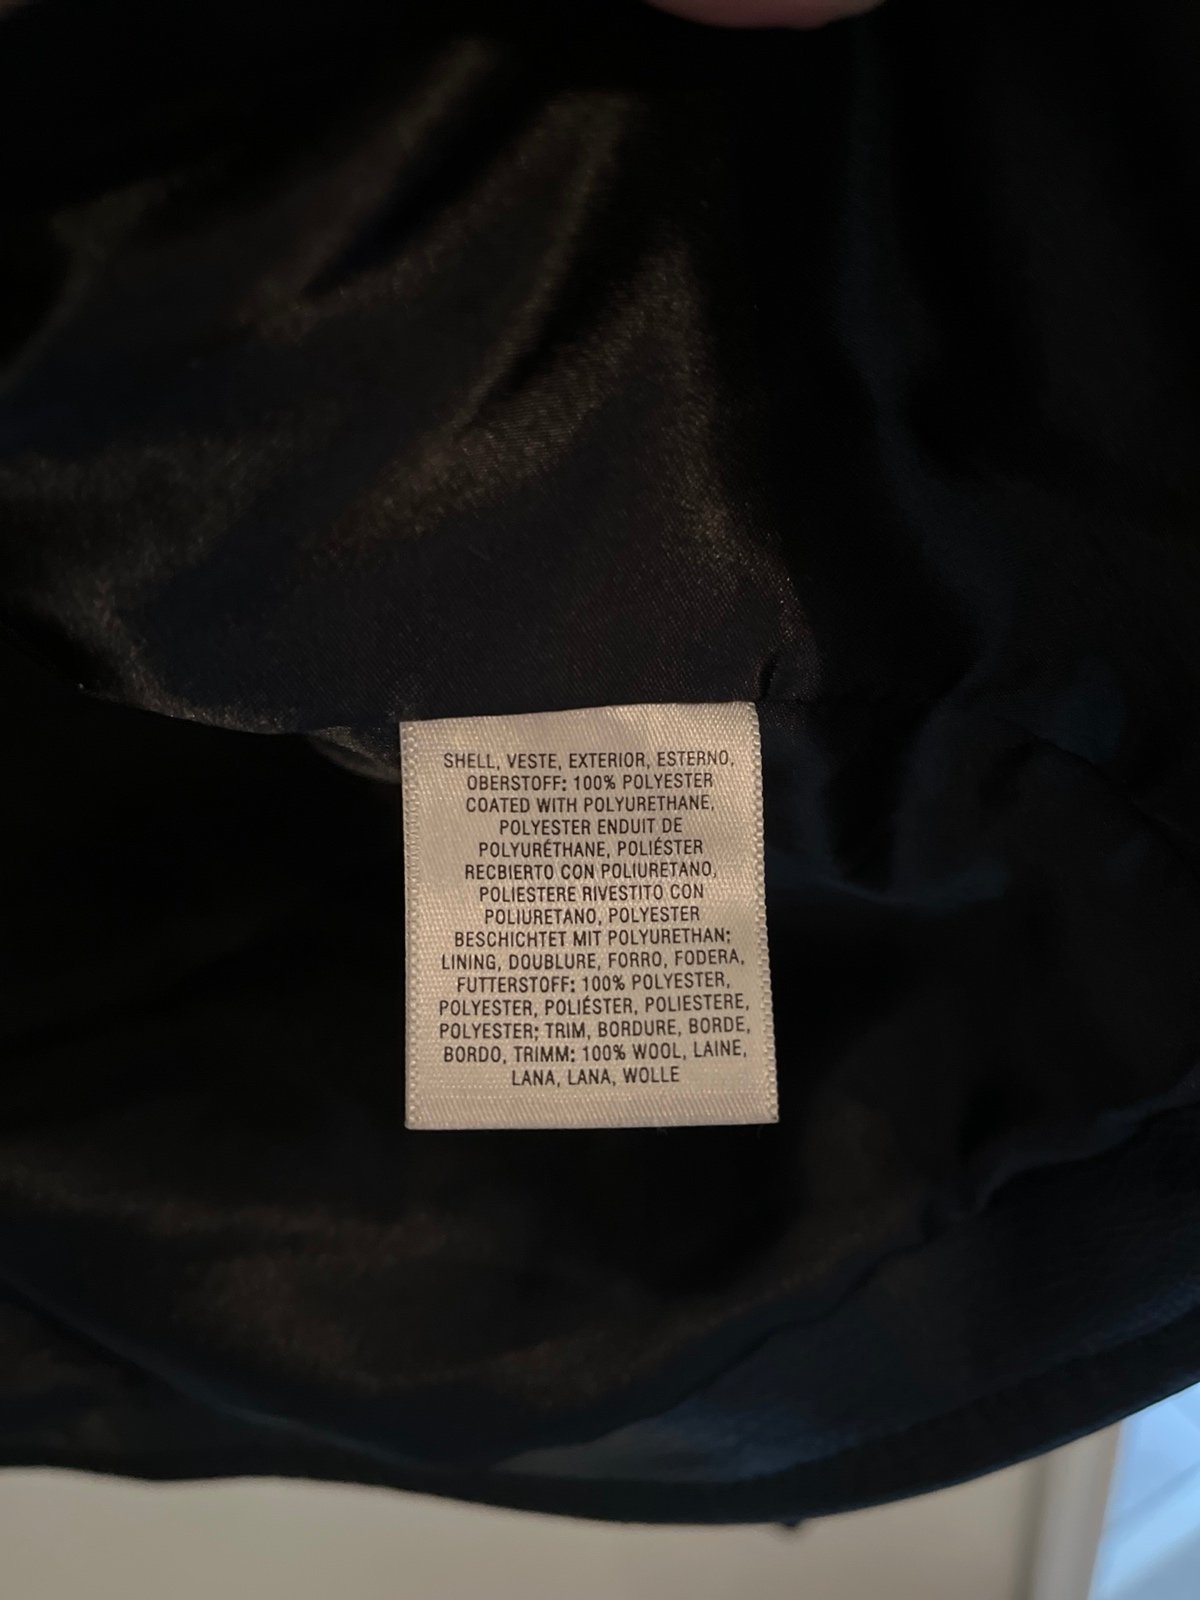 SHELL, VESTE, EXTERIOR, ESTERNO,
OBERSTOFF: 100% POLYESTER
COATED WITH POLYURETHANE,
POLYESTER ENDUIT DE
POLYURÉTHANE, POLIÉSTER
RECBIERTO CON POLIURETANO,
POLIESTERE RIVESTITO CON
POLIURETANO, POLYESTER
BESCHICHTET MIT POLYURETHAN;
LINING, DOUBLURE, FORRO, FODERA,
FUTTERSTOFF: 100% POLYESTER,
POLYESTER, POLIÉSTER, POLIESTERE,
POLYESTER; TRIM, BORDURE, BORDE,
BORDO, TRIMM: 100% WOOL, LAINE,
LANA, LANA, WOLLE